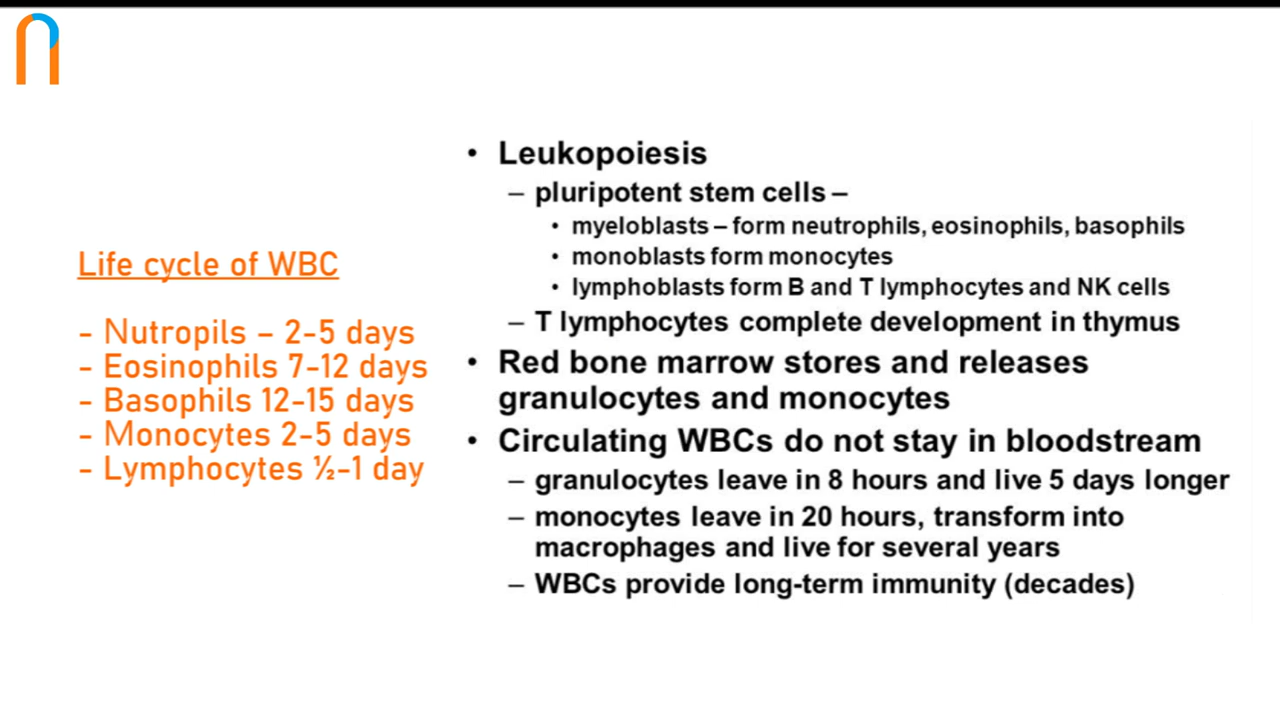 Life cycle of WBC
- Nutropils – 2-5 days
- Eosinophils 7-12 days
- Basophils 12-15 days
- Monocytes 2-5 days
- Lymphocytes ½-1 day
• Leukopoiesis
– pluripotent stem cells –
• myeloblasts – form neutrophils, eosinophils, basophils
• monoblasts form monocytes
• lymphoblasts form B and T lymphocytes and NK cells
– T lymphocytes complete development in thymus
• Red bone marrow stores and releases
granulocytes and monocytes
• Circulating WBCs do not stay in bloodstream
– granulocytes leave in 8 hours and live 5 days longer
– monocytes leave in 20 hours, transform into
macrophages and live for several years
– WBCs provide long-term immunity (decades)